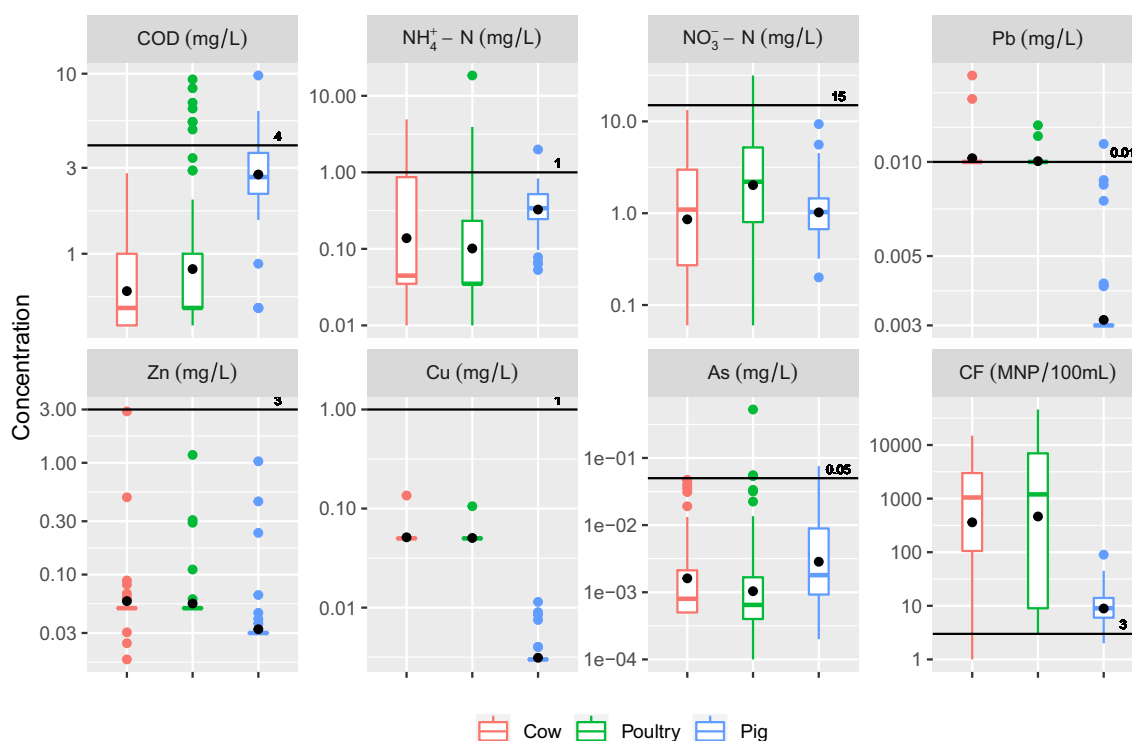 COD (mg/L)
NH₄⁺ − N (mg/L)
NO₃⁻ − N (mg/L)
Pb (mg/L)
10
3
1
4
10.00
1.00
0.10
0.01
1
10.0
1.0
0.1
15
0.010
0.005
0.003
0.01
Concentration
Zn (mg/L)
Cu (mg/L)
As (mg/L)
CF (MNP/100mL)
3.00
1.00
0.30
0.10
0.03
3
1.00
0.10
0.01
1
1e−01
1e−02
1e−03
1e−04
0.05
10000
1000
100
10
1
3
Cow Poultry Pig